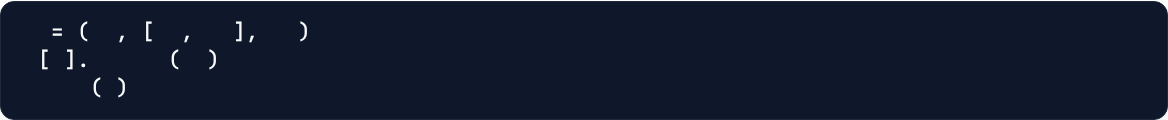 = ( , [ , ], )
[ ]. ( )
( )